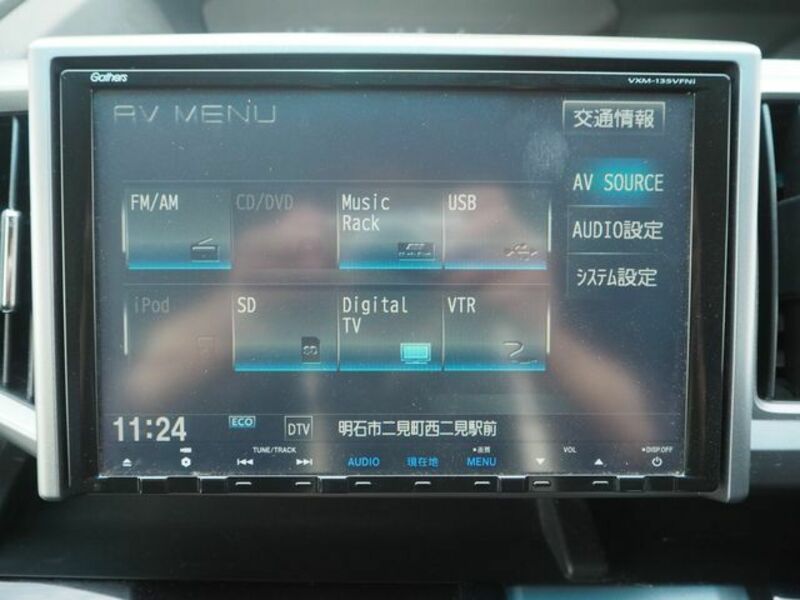 Gathers
VXM-135VFNi
AV MENU
交通情報
FM/AM
CD/DVD
Music
Rack
USB
AV SOURCE
AUDIO設定
iPod
SD
Digital
TV
VTR
システム設定
SD
11:24
ECO
DTV
明石市二見町西二見駅前
TUNE/TRACK
VOL
DISP.OFF
AUDIO
現在地
画質
MENU